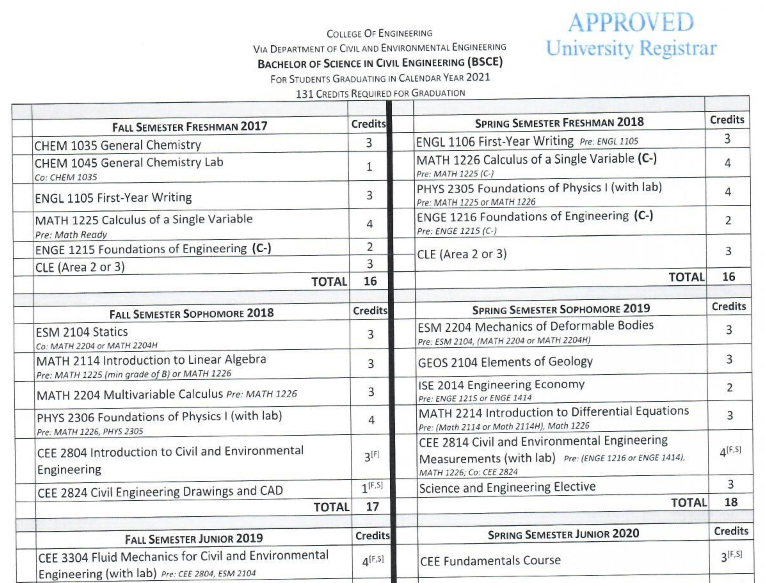 APPROVED
University Registrar
COLLEGE OF ENGINEERING
VIA DEPARTMENT OF CIVIL AND ENVIRONMENTAL ENGINEERING
BACHELOR OF SCIENCE IN CIVIL ENGINEERING (BSCE)
FOR STUDENTS GRADUATING IN CALENDAR YEAR 2021
131 CREDITS REQUIRED FOR GRADUATION
FALL SEMESTER FRESHMAN 2017 Credits
CHEM 1035 General Chemistry 3
CHEM 1045 General Chemistry Lab 1
Co: CHEM 1035
ENGL 1105 First-Year Writing 3
MATH 1225 Calculus of a Single Variable 4
Pre: Math Ready
ENGE 1215 Foundations of Engineering (C-) 2
CLE (Area 2 or 3) 3
TOTAL 16
SPRING SEMESTER FRESHMAN 2018 Credits
ENGL 1106 First-Year Writing Pre: ENGL 1105 3
MATH 1226 Calculus of a Single Variable (C-) 4
Pre: MATH 1225 (C-)
PHYS 2305 Foundations of Physics I (with lab) 4
Pre: MATH 1225 or MATH 1226
ENGE 1216 Foundations of Engineering (C-) 2
Pre: ENGE 1215 (C-)
CLE (Area 2 or 3) 3
TOTAL 16
FALL SEMESTER SOPHOMORE 2018 Credits
ESM 2104 Statics 3
Co: MATH 2204 or MATH 2204H
MATH 2114 Introduction to Linear Algebra 3
Pre: MATH 1225 (min grade of B) or MATH 1226
MATH 2204 Multivariable Calculus Pre: MATH 1226 3
PHYS 2306 Foundations of Physics I (with lab) 4
Pre: MATH 1226, PHYS 2305
CEE 2804 Introduction to Civil and Environmental 3[F]
Engineering
CEE 2824 Civil Engineering Drawings and CAD 1[F,S]
TOTAL 17
SPRING SEMESTER SOPHOMORE 2019 Credits
ESM 2204 Mechanics of Deformable Bodies 3
Pre: ESM 2104, (MATH 2204 or MATH 2204H)
GEOS 2104 Elements of Geology 3
ISE 2014 Engineering Economy 2
Pre: ENGE 1215 or ENGE 1414
MATH 2214 Introduction to Differential Equations 3
Pre: (Math 2114 or Math 2114H), Math 1226
CEE 2814 Civil and Environmental Engineering 4[F,S]
Measurements (with lab) Pre: (ENGE 1216 or ENGE 1414),
MATH 1226; Co: CEE 2824
Science and Engineering Elective 3
TOTAL 18
FALL SEMESTER JUNIOR 2019 Credits
CEE 3304 Fluid Mechanics for Civil and Environmental 4[F,S]
Engineering (with lab) Pre: CEE 2804, ESM 2104
SPRING SEMESTER JUNIOR 2020 Credits
CEE Fundamentals Course 3[F,S]